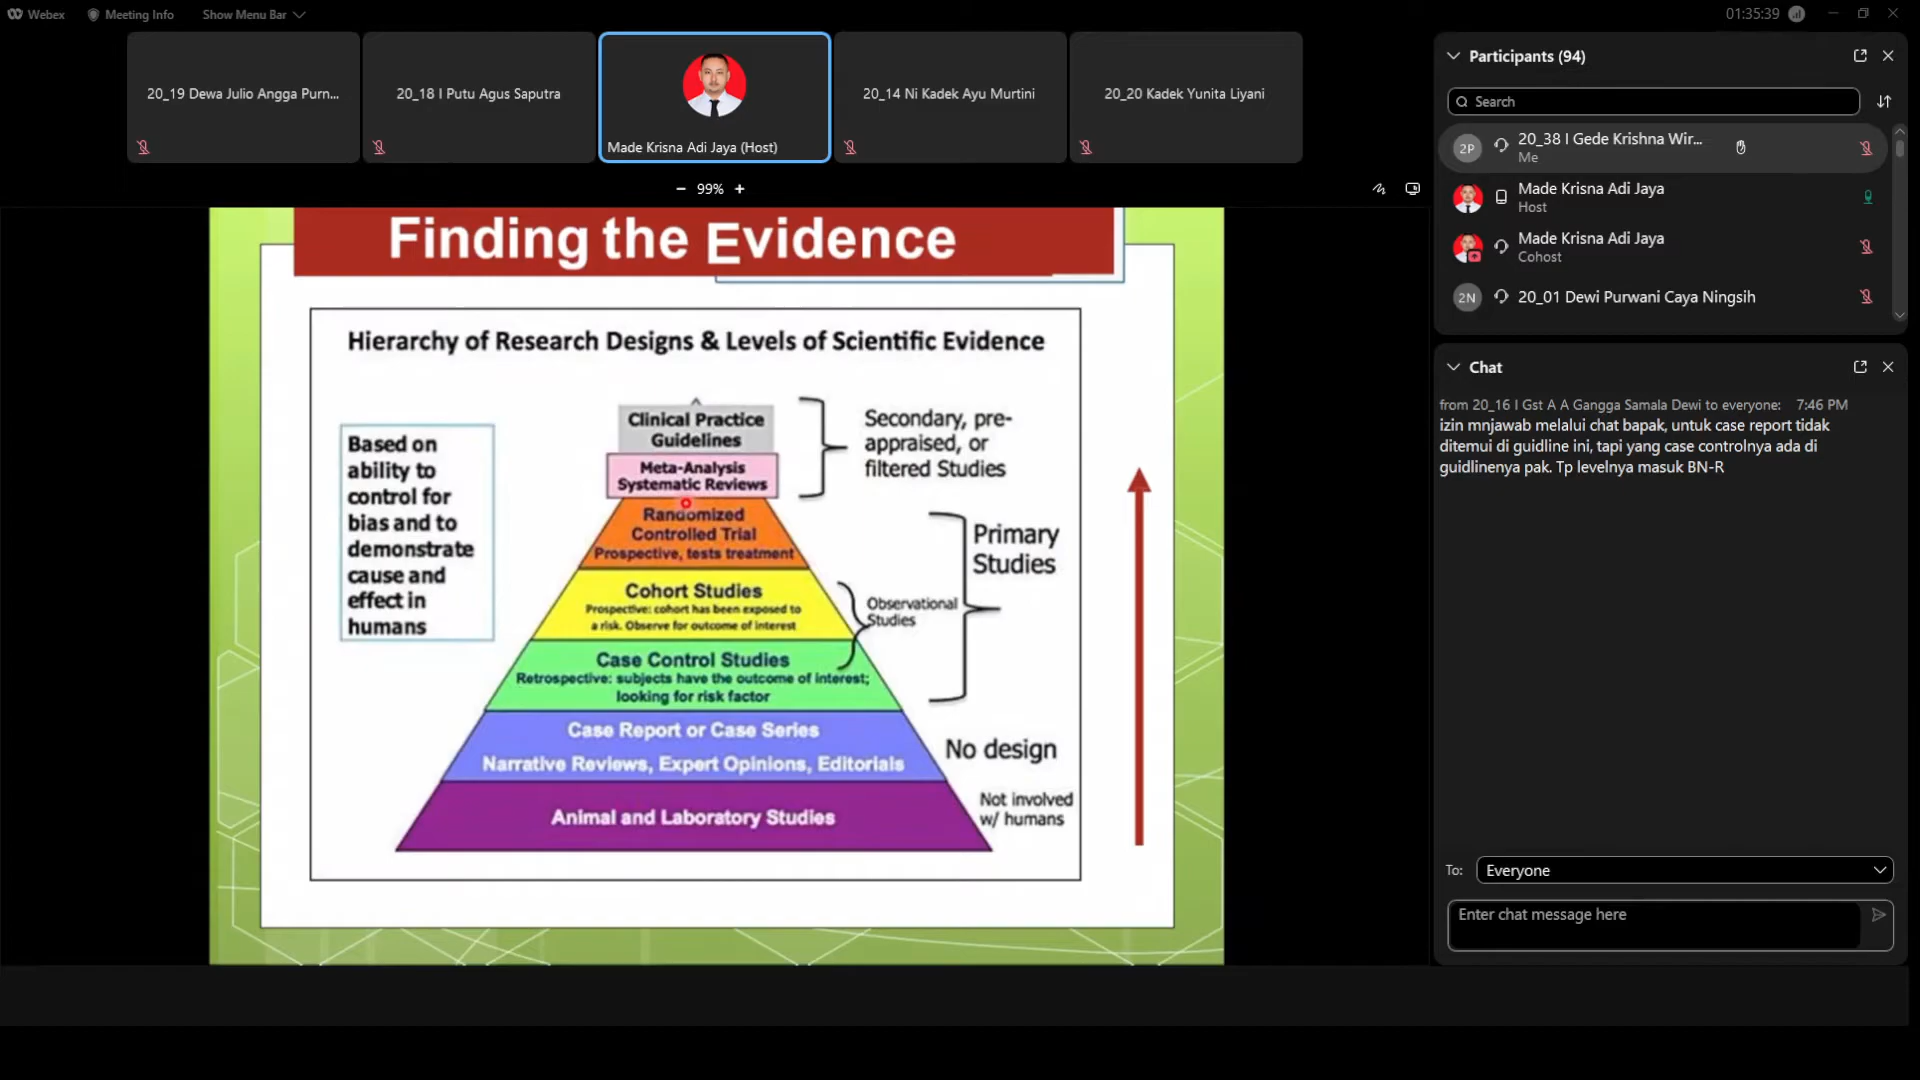 Webex
Meeting Info
Show Menu Bar
01:35:39
20_19 Dewa Julio Angga Purn...
20_18 I Putu Agus Saputra
Made Krisna Adi Jaya (Host)
20_14 Ni Kadek Ayu Murtini
20_20 Kadek Yunita Liyani
− 99% +
Finding the Evidence
Hierarchy of Research Designs & Levels of Scientific Evidence
Based on
ability to
control for
bias and to
demonstrate
cause and
effect in
humans
Clinical Practice
Guidelines
Meta-Analysis
Systematic Reviews
Secondary, pre-
appraised, or
filtered Studies
Randomized
Controlled Trial
Prospective, tests treatment
Primary
Studies
Cohort Studies
Prospective: cohort has been exposed to
a risk. Observe for outcome of interest
Observational
Studies
Case Control Studies
Retrospective: subjects have the outcome of interest;
looking for risk factor
Case Report or Case Series
Narrative Reviews, Expert Opinions, Editorials
No design
Animal and Laboratory Studies
Not involved
w/ humans
Participants (94)
Search
2P
20_38 I Gede Krishna Wir...
Me
Made Krisna Adi Jaya
Host
Made Krisna Adi Jaya
Cohost
2N
20_01 Dewi Purwani Caya Ningsih
Chat
from 20_16 I Gst A A Gangga Samala Dewi to everyone: 7:46 PM
izin mnjawab melalui chat bapak, untuk case report tidak
ditemui di guidline ini, tapi yang case controlnya ada di
guidlinenya pak. Tp levelnya masuk BN-R
To:
Everyone
Enter chat message here